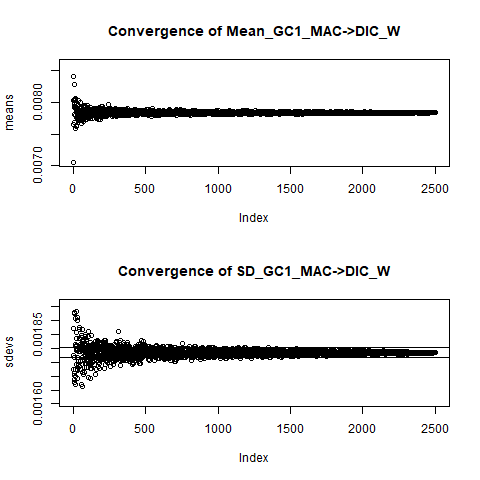 Convergence of Mean_GC1_MAC->DIC_W
means
0.0070 0.0080
0 500 1000 1500 2000 2500
Index
Convergence of SD_GC1_MAC->DIC_W
sdevs
0.00160 0.00185
0 500 1000 1500 2000 2500
Index